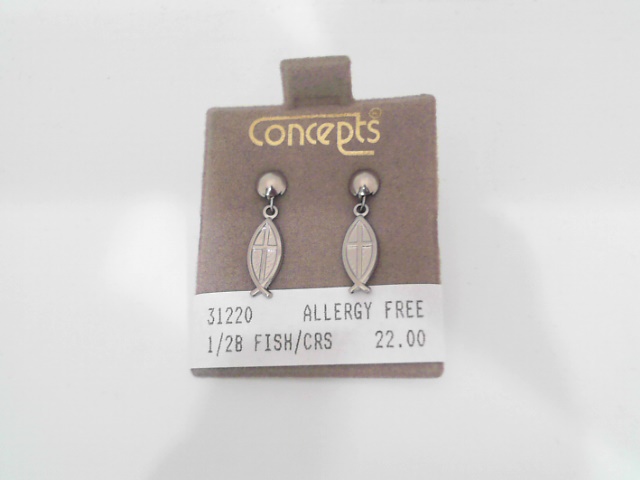 Concepts®
31220 ALLERGY FREE
1/2B FISH/CRS 22.00